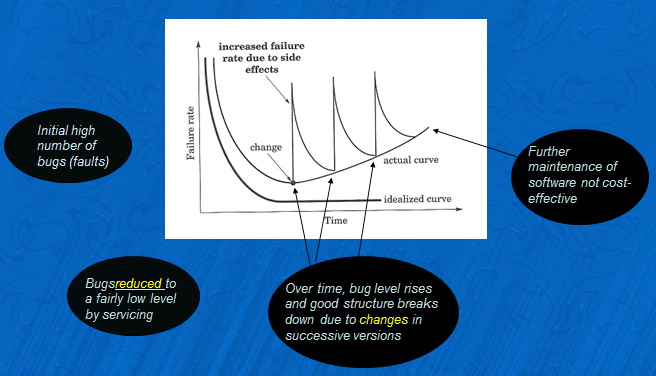 increased failure
rate due to side
effects
Failure rate
change
actual curve
idealized curve
Time
Initial high
number of
bugs (faults)
Further
maintenance of
software not cost-
effective
Bugsreduced to
a fairly low level
by servicing
Over time, bug level rises
and good structure breaks
down due to changes in
successive versions